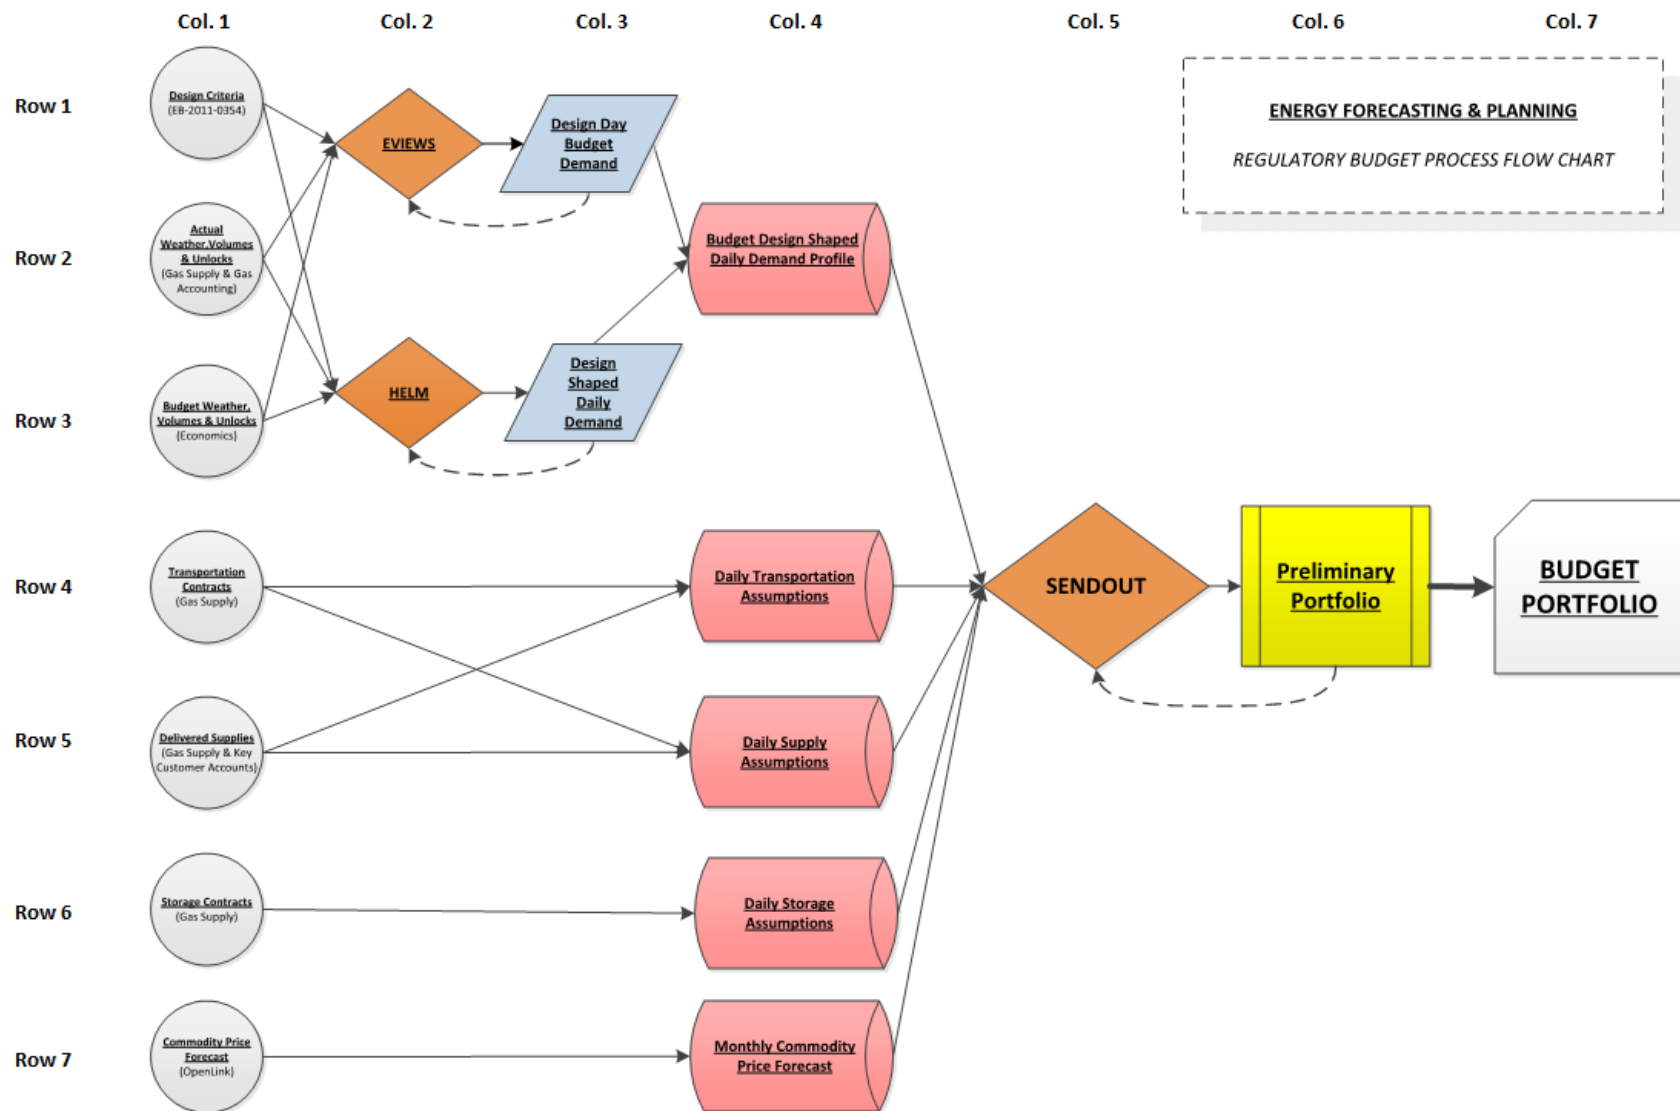 Col. 1
Col. 2
Col. 3
Col. 4
Col. 5
Col. 6
Col. 7
ENERGY FORECASTING & PLANNING
REGULATORY BUDGET PROCESS FLOW CHART
Row 1
Design Criteria
(EB-2011-0354)
EVIEWS
Design Day
Budget
Demand
Row 2
Actual
Weather,Volumes
& Unlocks
(Gas Supply & Gas
Accounting)
Budget Design Shaped
Daily Demand Profile
Row 3
Budget Weather,
Volumes & Unlocks
(Economics)
HELM
Design
Shaped
Daily
Demand
Row 4
Transportation
Contracts
(Gas Supply)
Daily Transportation
Assumptions
SENDOUT
Preliminary
Portfolio
BUDGET
PORTFOLIO
Row 5
Delivered Supplies
(Gas Supply & Key
Customer Accounts)
Daily Supply
Assumptions
Row 6
Storage Contracts
(Gas Supply)
Daily Storage
Assumptions
Row 7
Commodity Price
Forecast
(OpenLink)
Monthly Commodity
Price Forecast